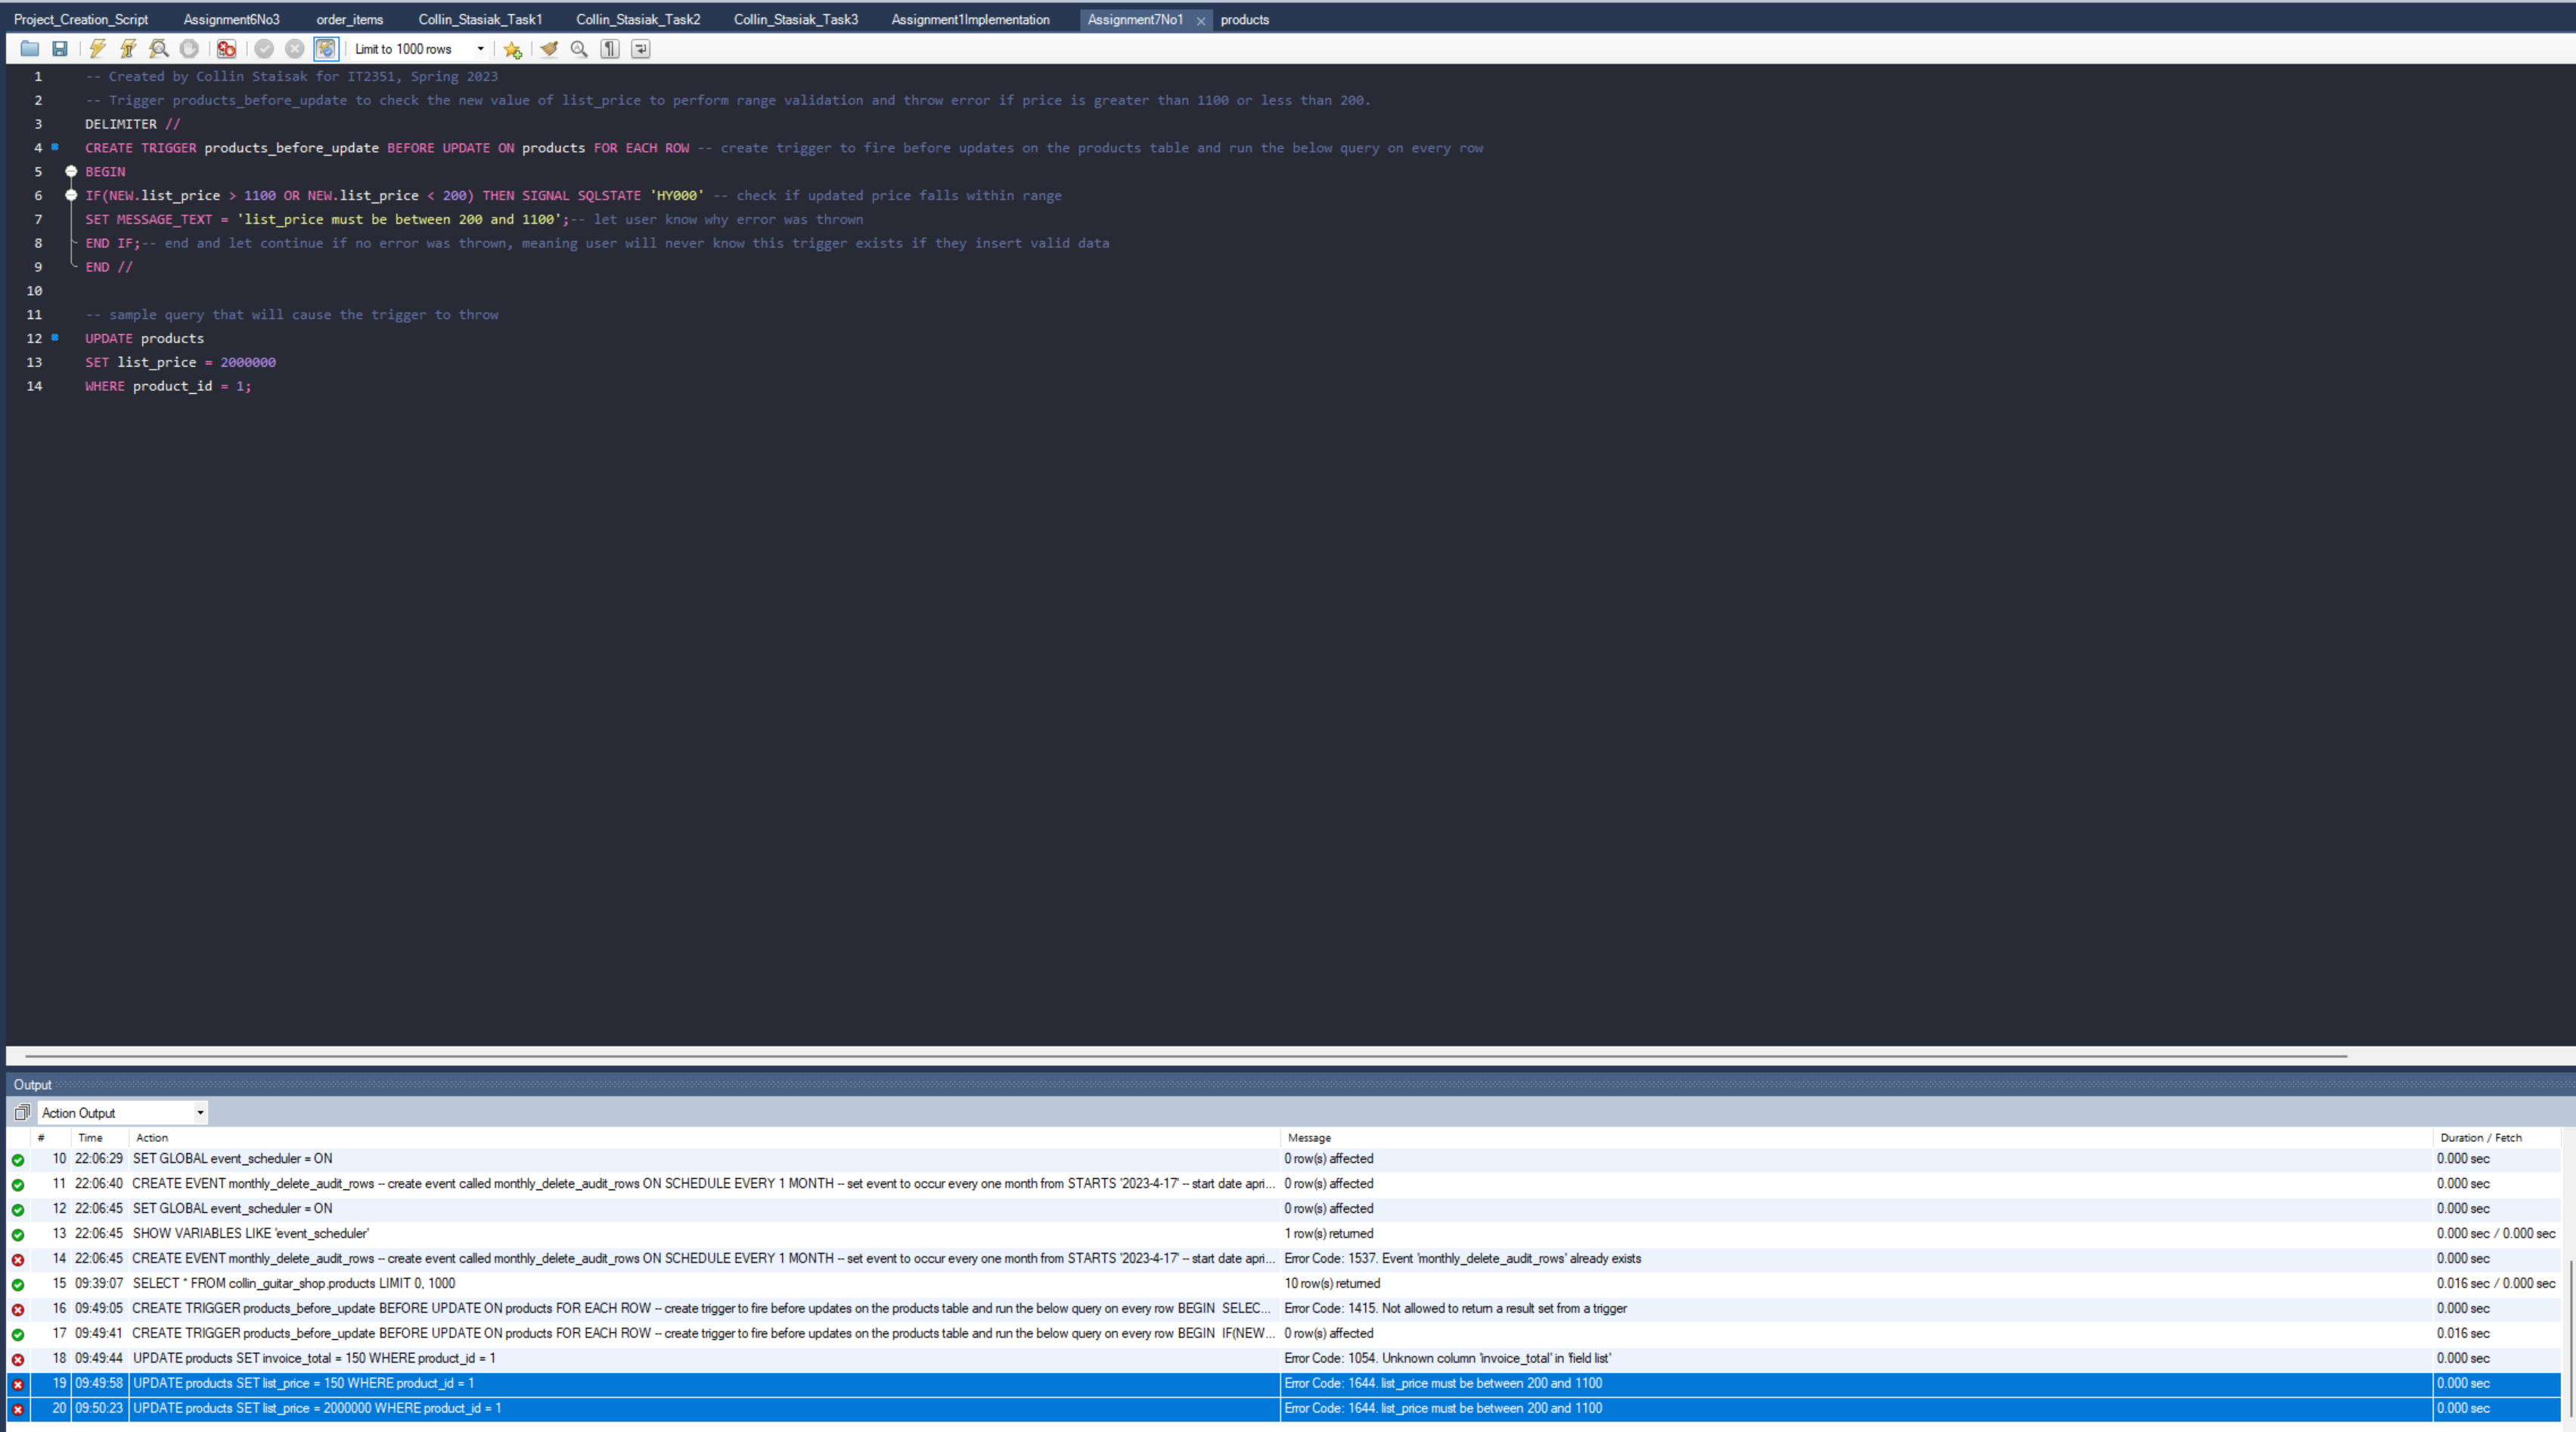 Project_Creation_Script Assignment6No3 order_items Collin_Stasiak_Task1 Collin_Stasiak_Task2 Collin_Stasiak_Task3 Assignment1Implementation Assignment7No1 products
Limit to 1000 rows
1 -- Created by Collin Staisak for IT2351, Spring 2023
2 -- Trigger products_before_update to check the new value of list_price to perform range validation and throw error if price is greater than 1100 or less than 200.
3 DELIMITER //
4 CREATE TRIGGER products_before_update BEFORE UPDATE ON products FOR EACH ROW -- create trigger to fire before updates on the products table and run the below query on every row
5 BEGIN
6 IF(NEW.list_price > 1100 OR NEW.list_price < 200) THEN SIGNAL SQLSTATE 'HY000' -- check if updated price falls within range
7 SET MESSAGE_TEXT = 'list_price must be between 200 and 1100';-- let user know why error was thrown
8 END IF;-- end and let continue if no error was thrown, meaning user will never know this trigger exists if they insert valid data
9 END //
10
11 -- sample query that will cause the trigger to throw
12 UPDATE products
13 SET list_price = 2000000
14 WHERE product_id = 1;
Output
Action Output
# Time Action Message Duration / Fetch
10 22:06:29 SET GLOBAL event_scheduler = ON 0 row(s) affected 0.000 sec
11 22:06:40 CREATE EVENT monthly_delete_audit_rows -- create event called monthly_delete_audit_rows ON SCHEDULE EVERY 1 MONTH -- set event to occur every one month from STARTS '2023-4-17' -- start date apri... 0 row(s) affected 0.000 sec
12 22:06:45 SET GLOBAL event_scheduler = ON 0 row(s) affected 0.000 sec
13 22:06:45 SHOW VARIABLES LIKE 'event_scheduler' 1 row(s) returned 0.000 sec / 0.000 sec
14 22:06:45 CREATE EVENT monthly_delete_audit_rows -- create event called monthly_delete_audit_rows ON SCHEDULE EVERY 1 MONTH -- set event to occur every one month from STARTS '2023-4-17' -- start date apri... Error Code: 1537. Event 'monthly_delete_audit_rows' already exists 0.000 sec
15 09:39:07 SELECT * FROM collin_guitar_shop.products LIMIT 0, 1000 10 row(s) returned 0.016 sec / 0.000 sec
16 09:49:05 CREATE TRIGGER products_before_update BEFORE UPDATE ON products FOR EACH ROW -- create trigger to fire before updates on the products table and run the below query on every row BEGIN SELEC... Error Code: 1415. Not allowed to return a result set from a trigger 0.000 sec
17 09:49:41 CREATE TRIGGER products_before_update BEFORE UPDATE ON products FOR EACH ROW -- create trigger to fire before updates on the products table and run the below query on every row BEGIN IF(NEW... 0 row(s) affected 0.016 sec
18 09:49:44 UPDATE products SET invoice_total = 150 WHERE product_id = 1 Error Code: 1054. Unknown column 'invoice_total' in 'field list' 0.000 sec
19 09:49:58 UPDATE products SET list_price = 150 WHERE product_id = 1 Error Code: 1644. list_price must be between 200 and 1100 0.000 sec
20 09:50:23 UPDATE products SET list_price = 2000000 WHERE product_id = 1 Error Code: 1644. list_price must be between 200 and 1100 0.000 sec